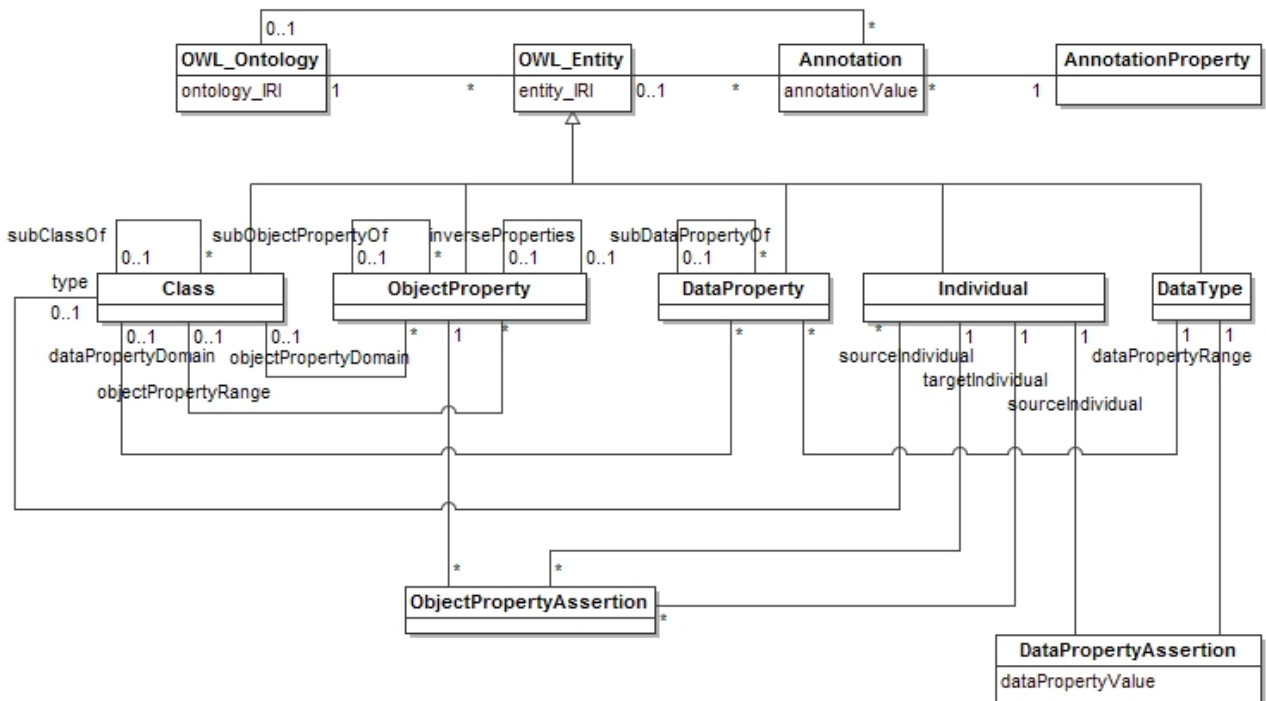 0..1 *
OWL_Ontology OWL_Entity Annotation AnnotationProperty
ontology_IRI 1 * entity_IRI 0..1 * annotationValue * 1
subClassOf subObjectPropertyOf inverseProperties subDataPropertyOf
0..1 * 0..1 * 0..1 0..1 0..1 *
type Class ObjectProperty DataProperty Individual DataType
0..1
0..1 0..1 0..1 * 1 * * * * 1 1 1 1 1
dataPropertyDomain objectPropertyDomain sourceIndividual dataPropertyRange
targetIndividual
objectPropertyRange
sourceIndividual
* *
ObjectPropertyAssertion
*
DataPropertyAssertion
dataPropertyValue